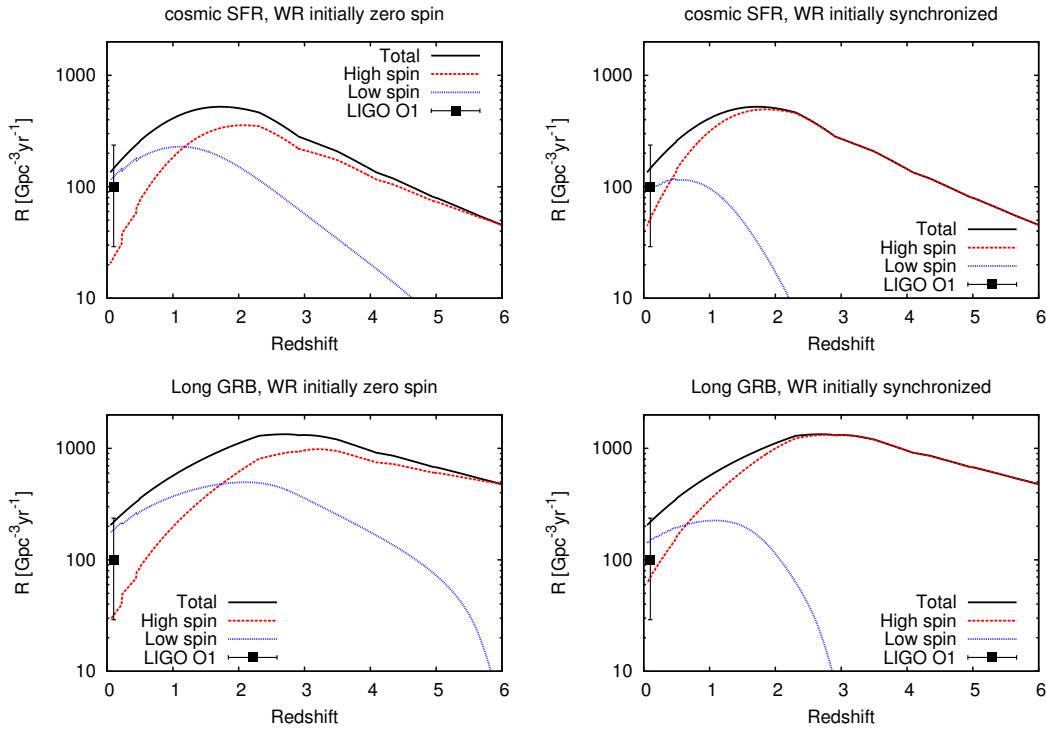 cosmic SFR, WR initially zero spin
1000
100
10
R [Gpc-3yr-1]
Total
High spin
Low spin
LIGO O1
0 1 2 3 4 5 6
Redshift
cosmic SFR, WR initially synchronized
1000
100
10
R [Gpc-3yr-1]
Total
High spin
Low spin
LIGO O1
0 1 2 3 4 5 6
Redshift
Long GRB, WR initially zero spin
1000
100
10
R [Gpc-3yr-1]
Total
High spin
Low spin
LIGO O1
0 1 2 3 4 5 6
Redshift
Long GRB, WR initially synchronized
1000
100
10
R [Gpc-3yr-1]
Total
High spin
Low spin
LIGO O1
0 1 2 3 4 5 6
Redshift